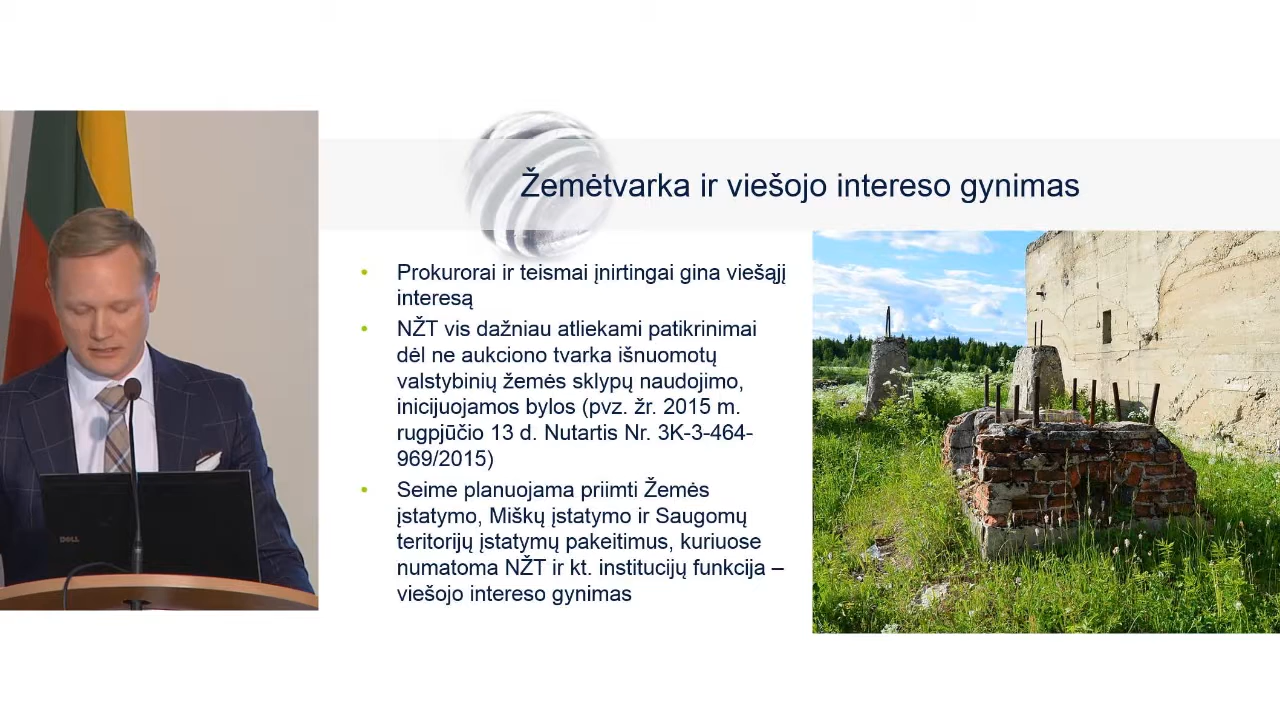 Žemėtvarka ir viešojo intereso gynimas
• Prokurorai ir teismai įnirtingai gina viešąjį
interesą
• NŽT vis dažniau atliekami patikrinimai
dėl ne aukciono tvarka išnuomotų
valstybinių žemės sklypų naudojimo,
inicijuojamos bylos (pvz. žr. 2015 m.
rugpjūčio 13 d. Nutartis Nr. 3K-3-464-
969/2015)
• Seime planuojama priimti Žemės
įstatymo, Miškų įstatymo ir Saugomų
teritorijų įstatymų pakeitimus, kuriuose
numatoma NŽT ir kt. institucijų funkcija –
viešojo intereso gynimas
DELL